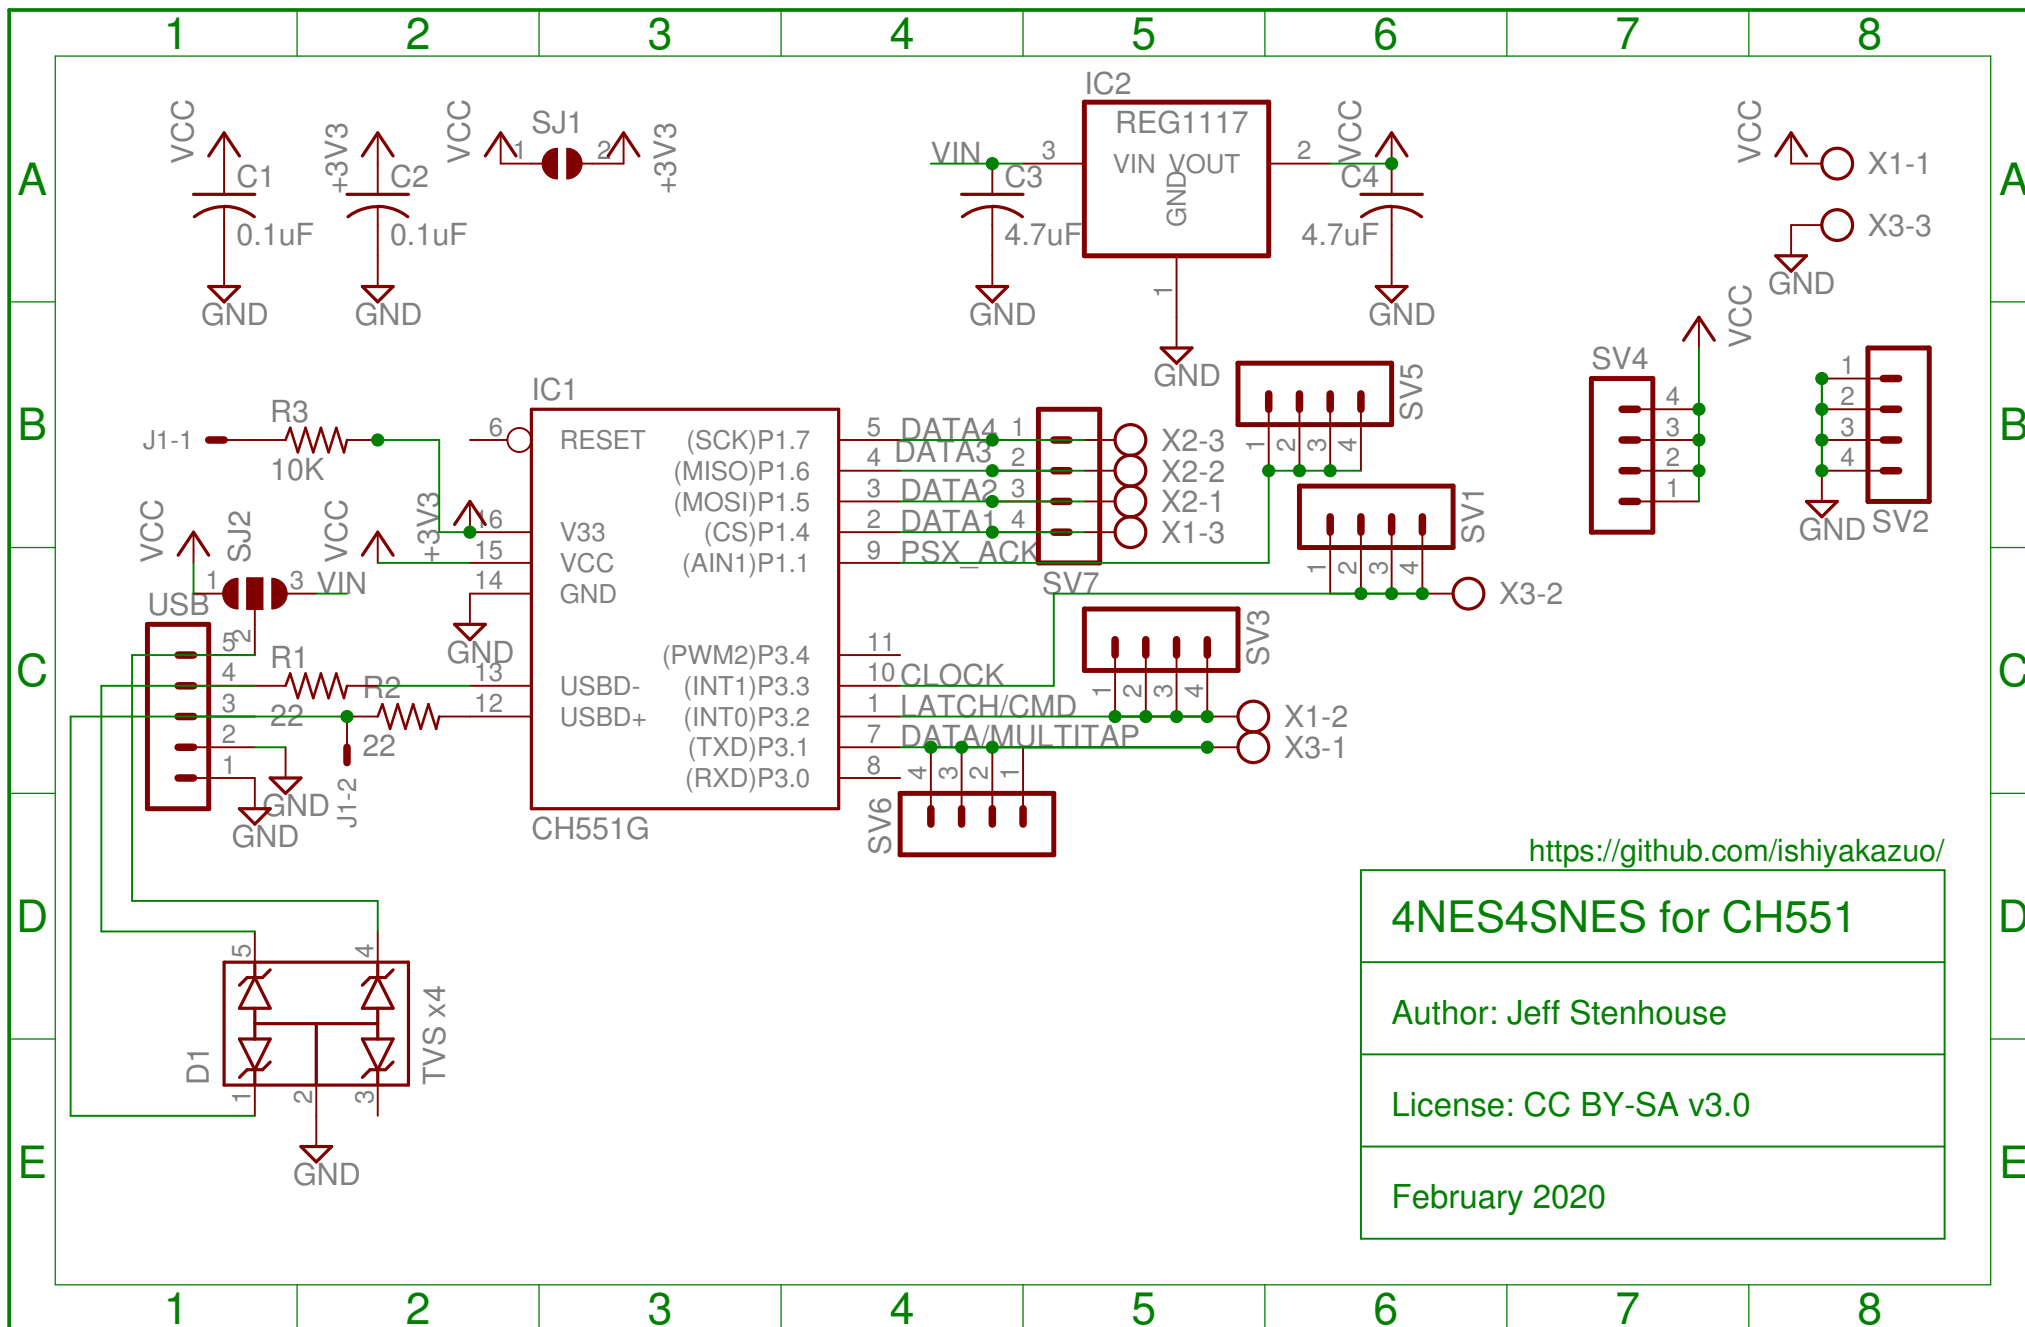 1 2 3 4 5 6 7 8
A
B
C
D
E
A
B
C
D
E
1 2 3 4 5 6 7 8
VCC
C1
0.1uF
GND
+3V3
C2
0.1uF
GND
VCC
1
SJ1
2
+3V3
VIN
C3
4.7uF
GND
3
IC2
REG1117
VIN VOUT
GND
1
GND
2
VCC
C4
4.7uF
GND
VCC
X1-1
X3-3
GND
J1-1
R3
10K
VCC
SJ2
1
3
2
VIN
VCC
+3V3
IC1
6
RESET
16
V33
15
VCC
14
GND
GND
13
USBD-
12
USBD+
CH551G
(SCK)P1.7
(MISO)P1.6
(MOSI)P1.5
(CS)P1.4
(AIN1)P1.1
(PWM2)P3.4
(INT1)P3.3
(INT0)P3.2
(TXD)P3.1
(RXD)P3.0
5 DATA4 1
4 DATA3 2
3 DATA2 3
2 DATA1 4
9 PSX_ACK
11
10 CLOCK
1 LATCH/CMD
7 DATA/MULTITAP
8
SV7
X2-3
X2-2
X2-1
X1-3
SV5
1 2 3 4
SV1
1 2 3 4
X3-2
SV3
1 2 3 4
X1-2
X3-1
4 3 2 1
SV6
VCC
SV4
4
3
2
1
1
2
3
4
GND
SV2
USB
5
4
3
2
1
R1
22
R2
22
J1-2
GND
GND
5
4
D1
TVS x4
1
2
3
GND
https://github.com/ishiyakazuo/
4NES4SNES for CH551
Author: Jeff Stenhouse
License: CC BY-SA v3.0
February 2020